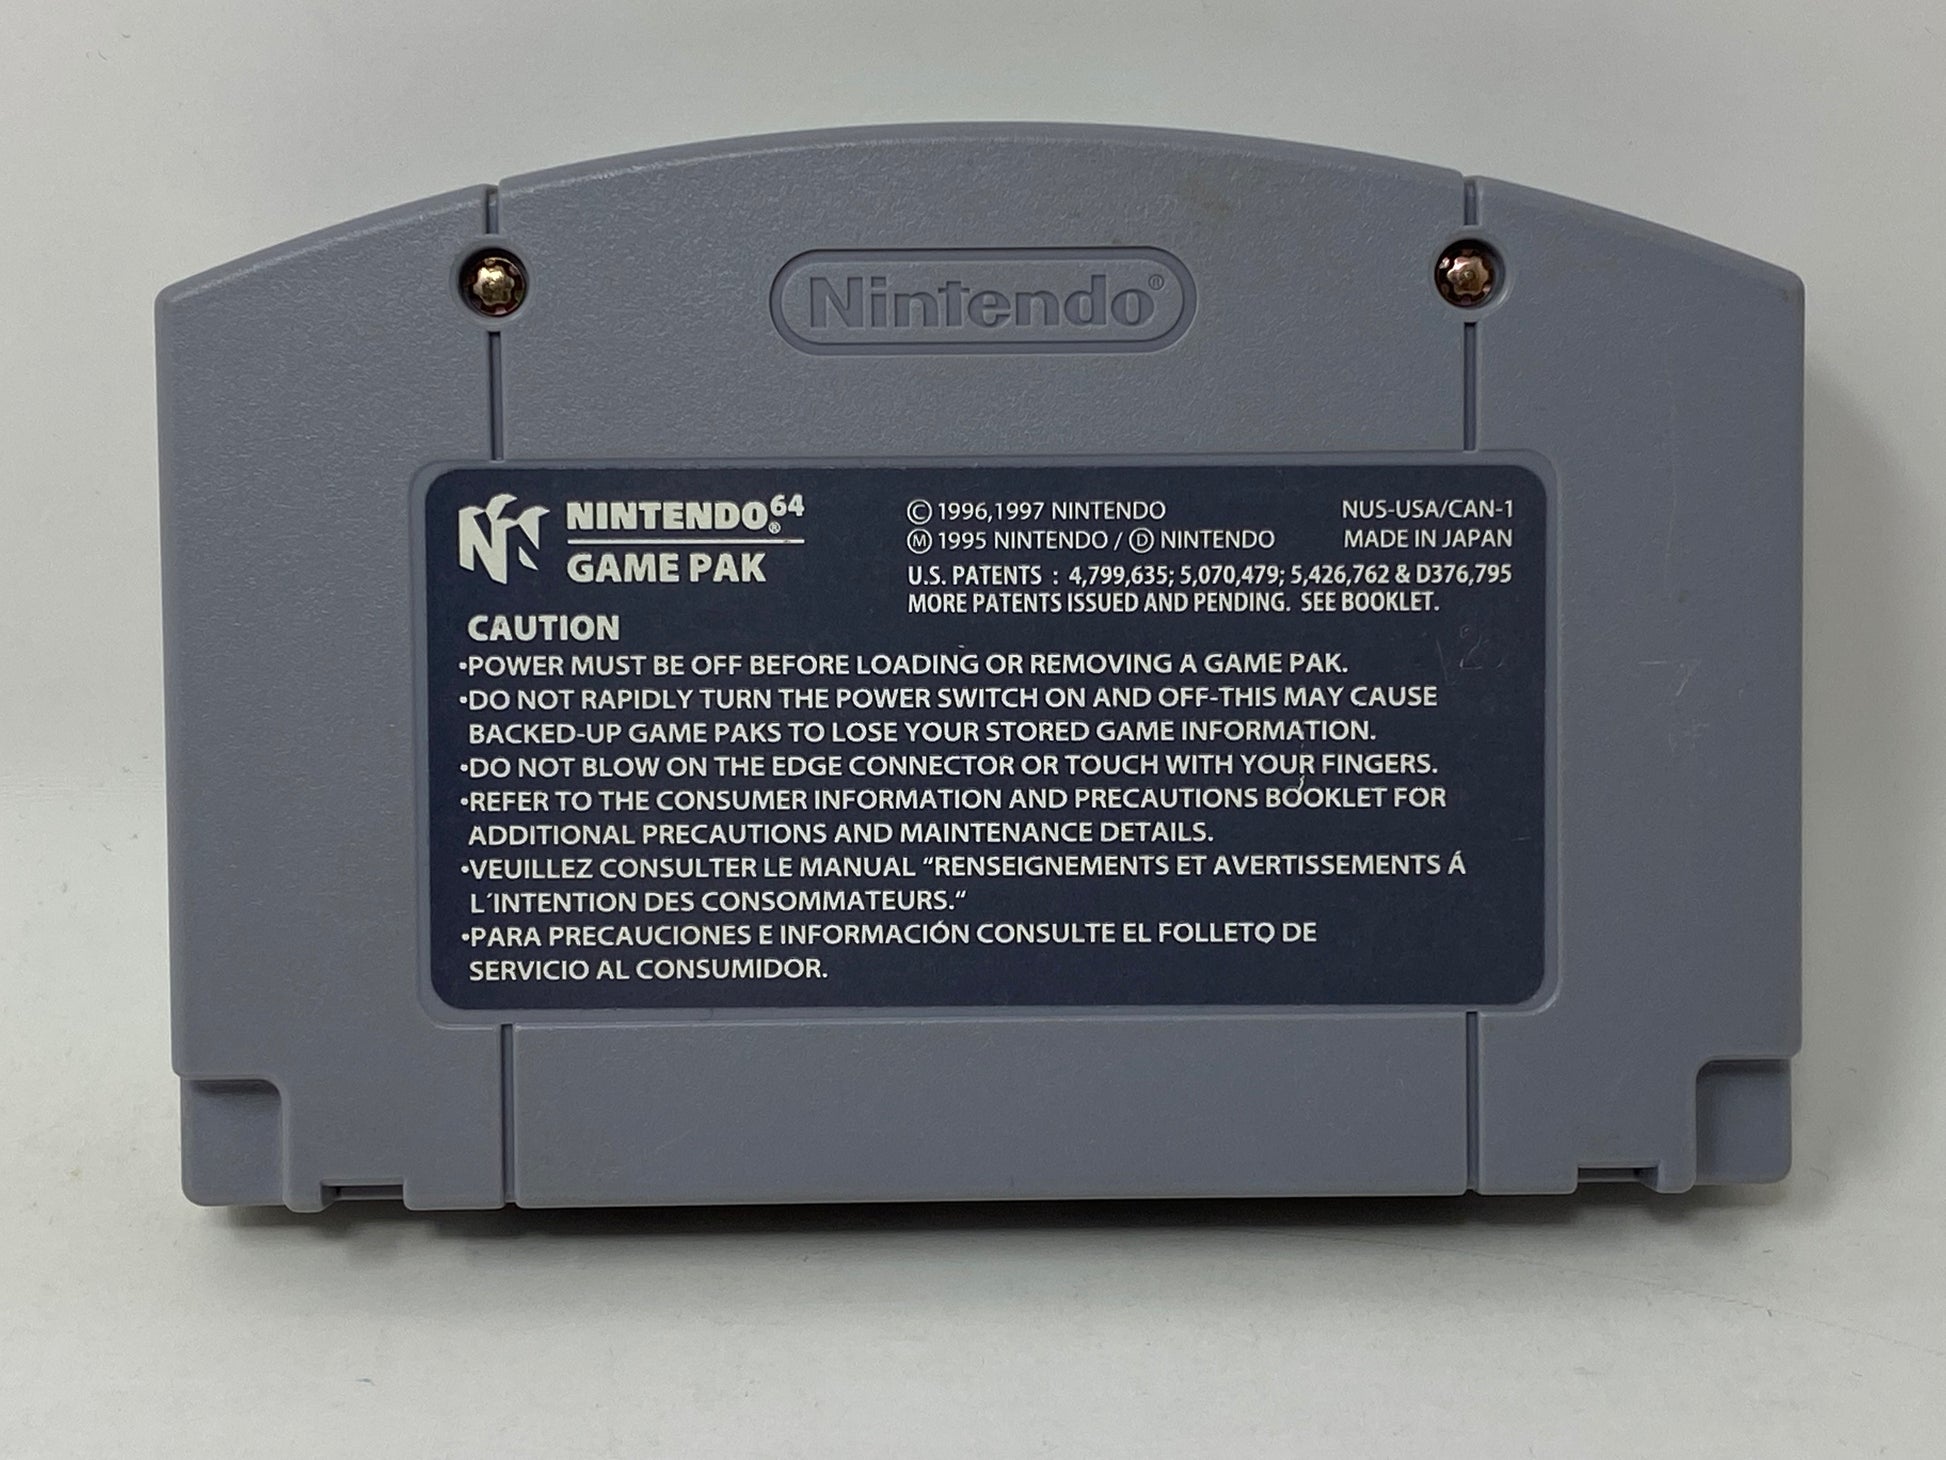 Nintendo®
NINTENDO64®
GAME PAK
© 1996,1997 NINTENDO
Ⓜ 1995 NINTENDO / Ⓓ NINTENDO
NUS-USA/CAN-1
MADE IN JAPAN
U.S. PATENTS : 4,799,635; 5,070,479; 5,426,762 & D376,795
MORE PATENTS ISSUED AND PENDING. SEE BOOKLET.
CAUTION
•POWER MUST BE OFF BEFORE LOADING OR REMOVING A GAME PAK.
•DO NOT RAPIDLY TURN THE POWER SWITCH ON AND OFF-THIS MAY CAUSE
BACKED-UP GAME PAKS TO LOSE YOUR STORED GAME INFORMATION.
•DO NOT BLOW ON THE EDGE CONNECTOR OR TOUCH WITH YOUR FINGERS.
•REFER TO THE CONSUMER INFORMATION AND PRECAUTIONS BOOKLET FOR
ADDITIONAL PRECAUTIONS AND MAINTENANCE DETAILS.
•VEUILLEZ CONSULTER LE MANUAL “RENSEIGNEMENTS ET AVERTISSEMENTS Á
L´INTENTION DES CONSOMMATEURS.“
•PARA PRECAUCIONES E INFORMACIÓN CONSULTE EL FOLLETO DE
SERVICIO AL CONSUMIDOR.